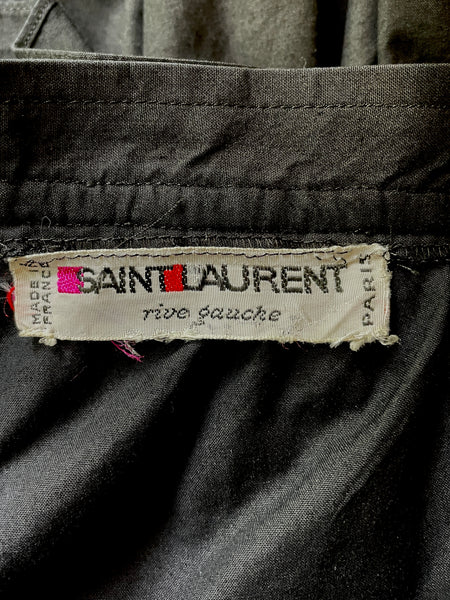 MADE IN
FRANCE
SAINT LAURENT
rive gauche
PARIS